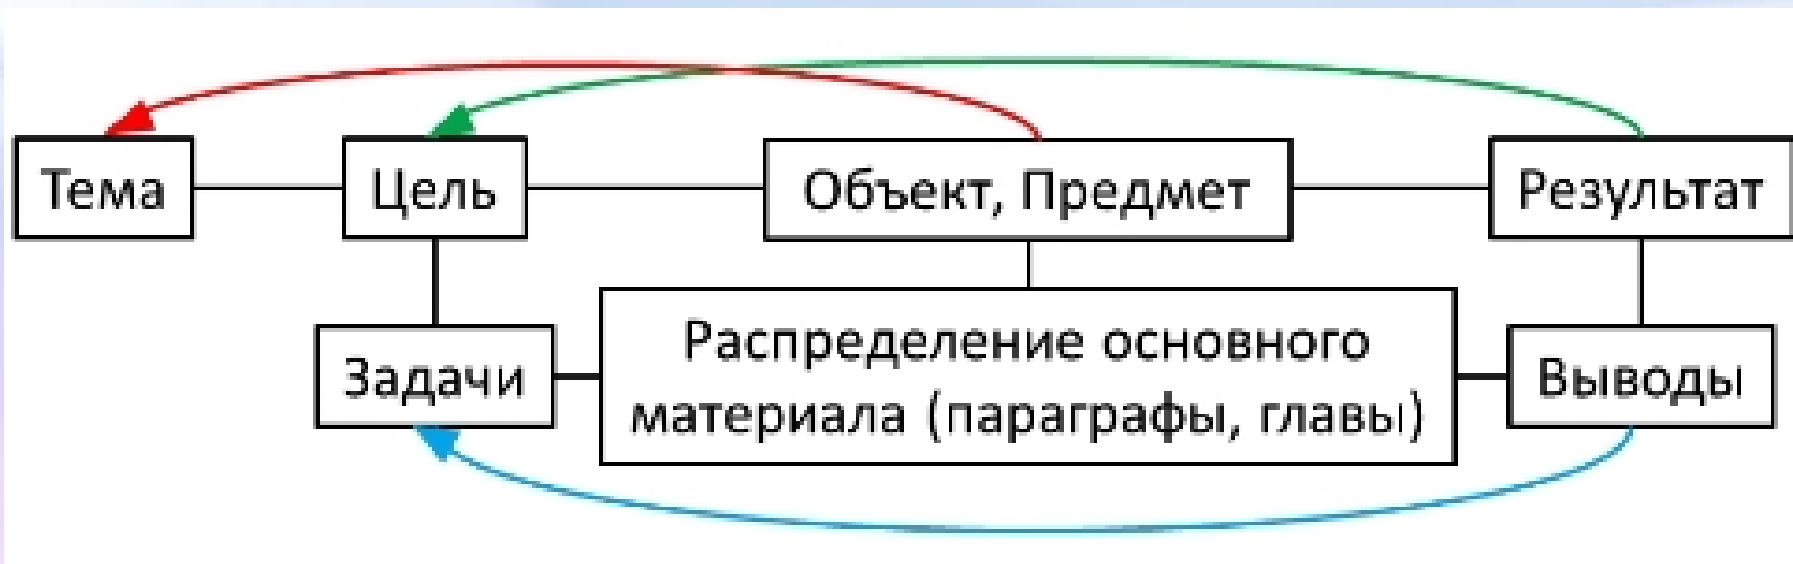 Тема
Цель
Объект, Предмет
Результат
Задачи
Распределение основного
материала (параграфы, главы)
Выводы